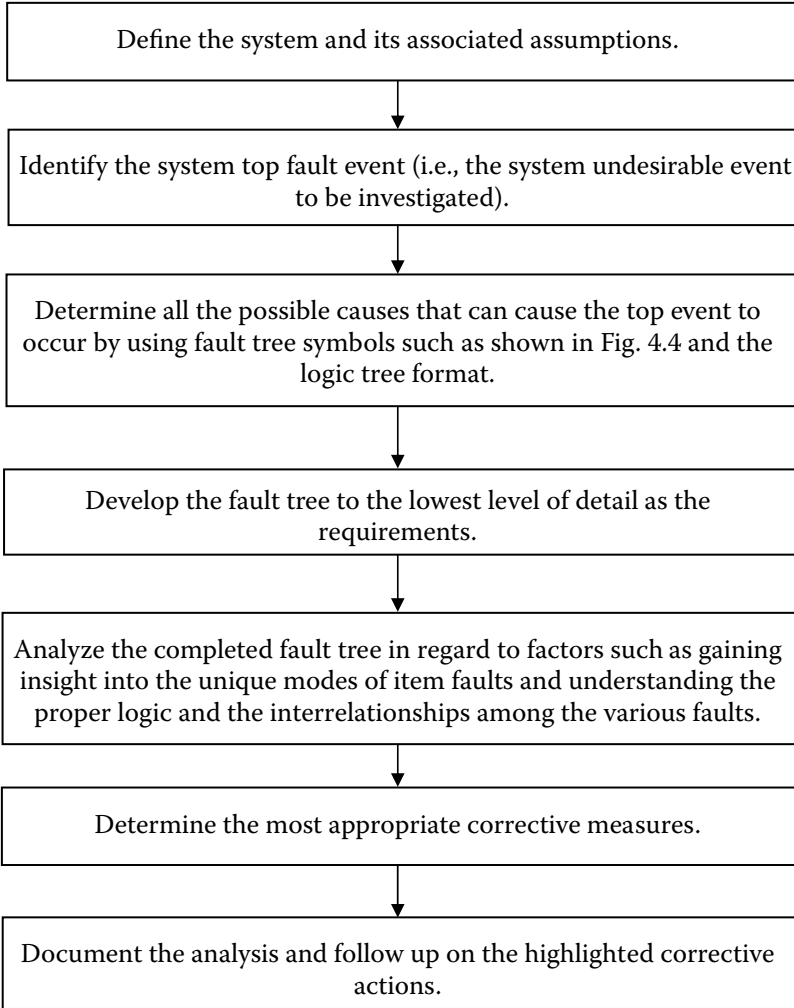 Define the system and its associated assumptions.
Identify the system top fault event (i.e., the system undesirable event
to be investigated).
Determine all the possible causes that can cause the top event to
occur by using fault tree symbols such as shown in Fig. 4.4 and the
logic tree format.
Develop the fault tree to the lowest level of detail as the
requirements.
Analyze the completed fault tree in regard to factors such as gaining
insight into the unique modes of item faults and understanding the
proper logic and the interrelationships among the various faults.
Determine the most appropriate corrective measures.
Document the analysis and follow up on the highlighted corrective
actions.